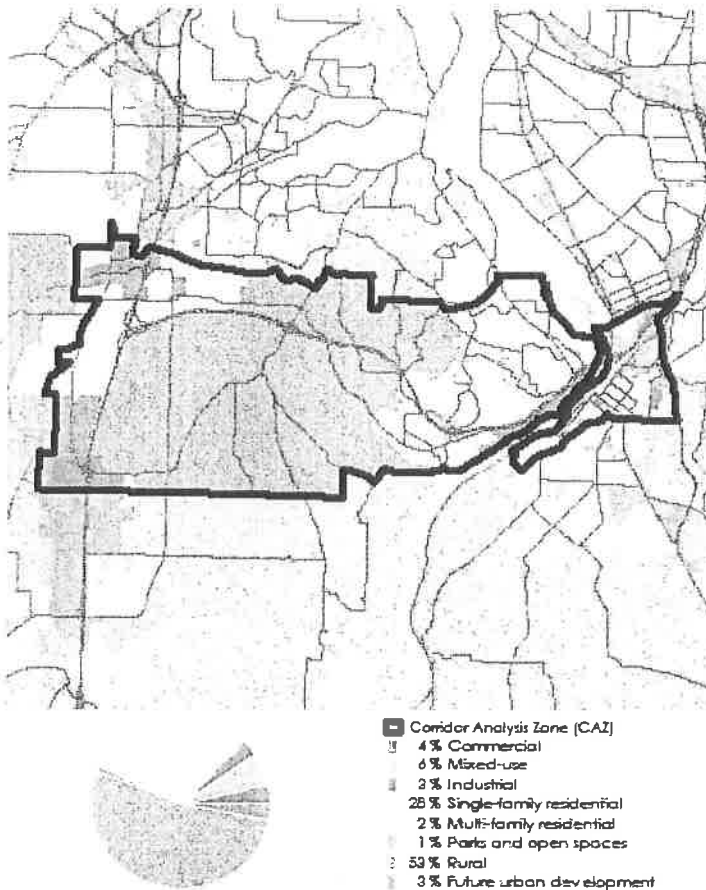 Corridor Analysis Zone (CAZ)
4% Commercial
6% Mixed-use
3% Industrial
28% Single-family residential
2% Multi-family residential
1% Parks and open spaces
53% Rural
3% Future urban development